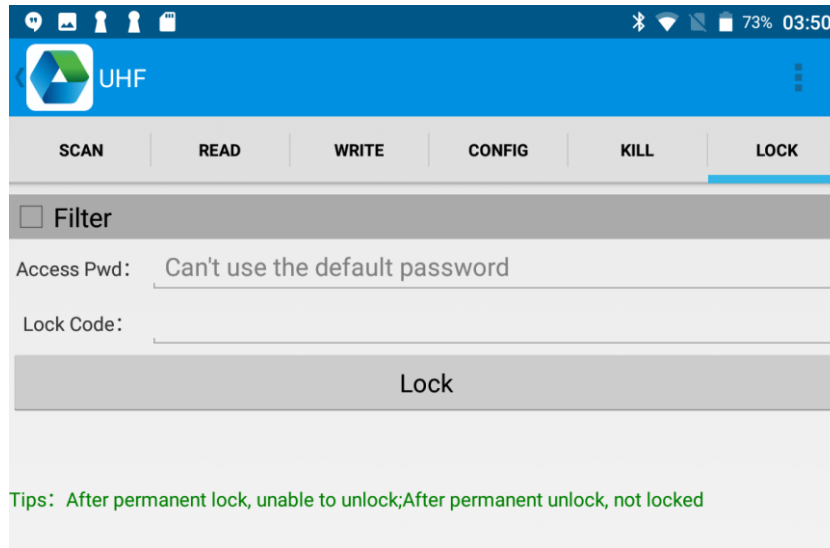 73% 03:50
UHF
SCAN READ WRITE CONFIG KILL LOCK
Filter
Access Pwd： Can't use the default password
Lock Code：
Lock
Tips：After permanent lock, unable to unlock;After permanent unlock, not locked